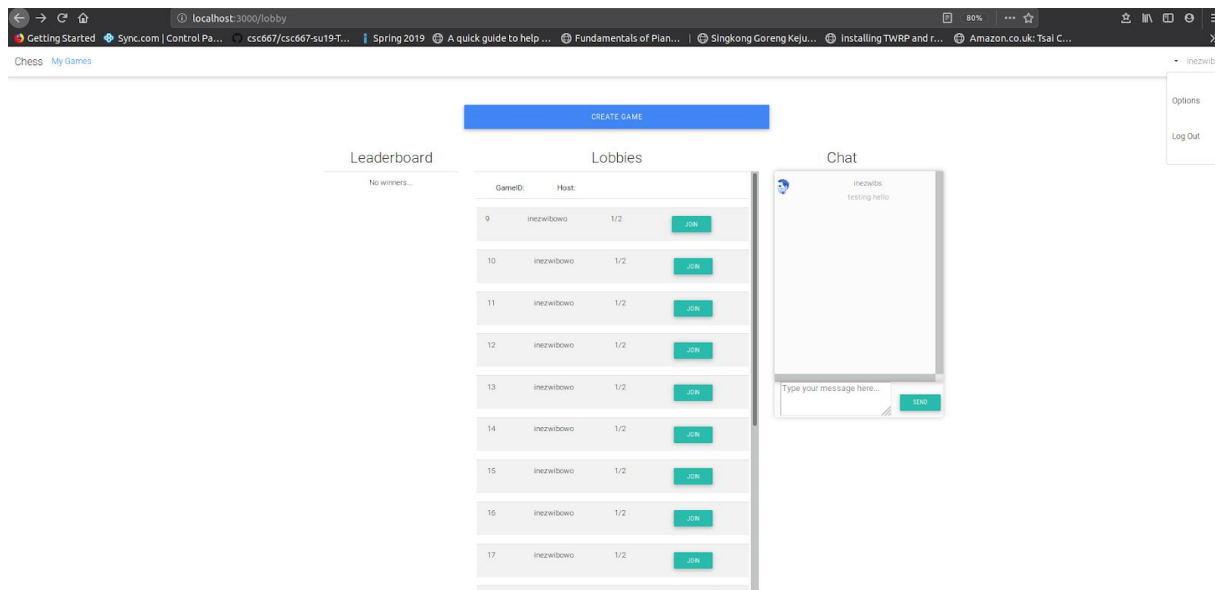 localhost:3000/lobby 80%
Getting Started Sync.com | Control Pa... csc667/csc667-su19-T... Spring 2019 A quick guide to help ... Fundamentals of Pian... | Singkong Goreng Keju... installing TWRP and r... Amazon.co.uk: Tsai C...
Chess My Games inezwib
Options
Log Out
CREATE GAME
Leaderboard Lobbies Chat
No winners...
GameID: Host:
inezwibs
testing hello
9 inezwibowo 1/2 JOIN
10 inezwibowo 1/2 JOIN
11 inezwibowo 1/2 JOIN
12 inezwibowo 1/2 JOIN
13 inezwibowo 1/2 JOIN
Type your message here...
SEND
14 inezwibowo 1/2 JOIN
15 inezwibowo 1/2 JOIN
16 inezwibowo 1/2 JOIN
17 inezwibowo 1/2 JOIN